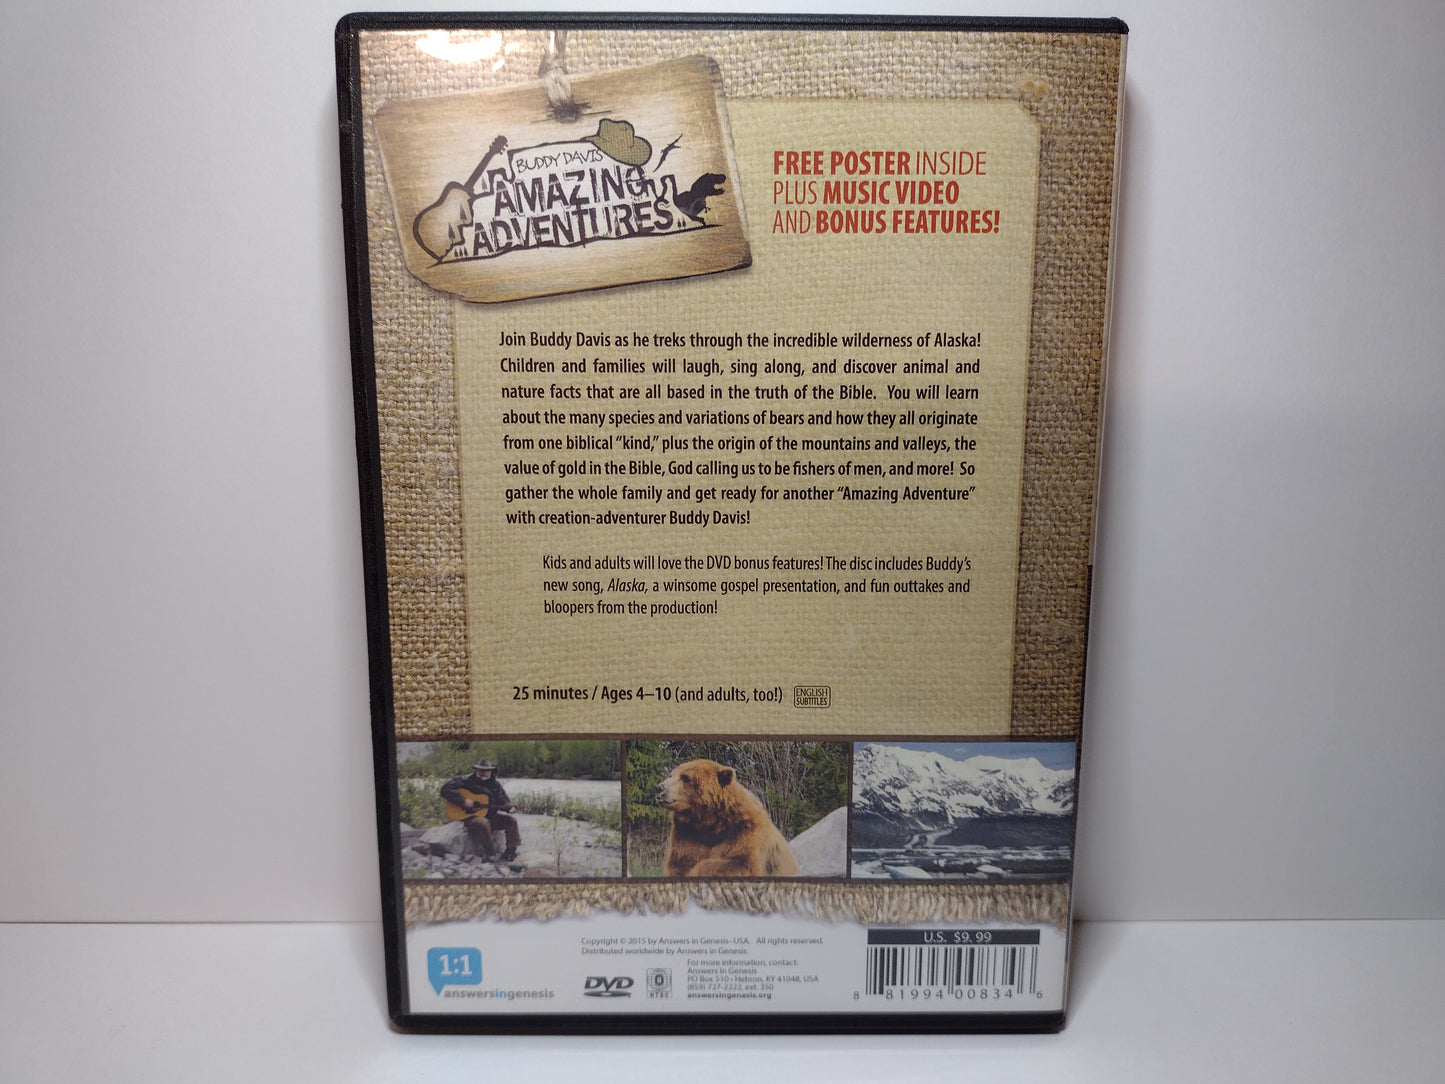 BUDDY DAVIS
AMAZING
ADVENTURES
FREE POSTER INSIDE
PLUS MUSIC VIDEO
AND BONUS FEATURES!
Join Buddy Davis as he treks through the incredible wilderness of Alaska!
Children and families will laugh, sing along, and discover animal and
nature facts that are all based in the truth of the Bible. You will learn
about the many species and variations of bears and how they all originate
from one biblical “kind,” plus the origin of the mountains and valleys, the
value of gold in the Bible, God calling us to be fishers of men, and more! So
gather the whole family and get ready for another “Amazing Adventure”
with creation-adventurer Buddy Davis!
Kids and adults will love the DVD bonus features! The disc includes Buddy’s
new song, Alaska, a winsome gospel presentation, and fun outtakes and
bloopers from the production!
25 minutes / Ages 4–10 (and adults, too!)
ENGLISH
SUBTITLES
1:1
answersingenesis
Copyright © 2015 by Answers in Genesis–USA. All rights reserved.
Distributed worldwide by Answers in Genesis.
DVD
0
NTSC
For more information, contact:
Answers in Genesis
PO Box 510 - Hebron, KY 41048, USA
(859) 727-2222, ext. 350
answersingenesis.org
U.S. $9.99
8 81994 00834 6